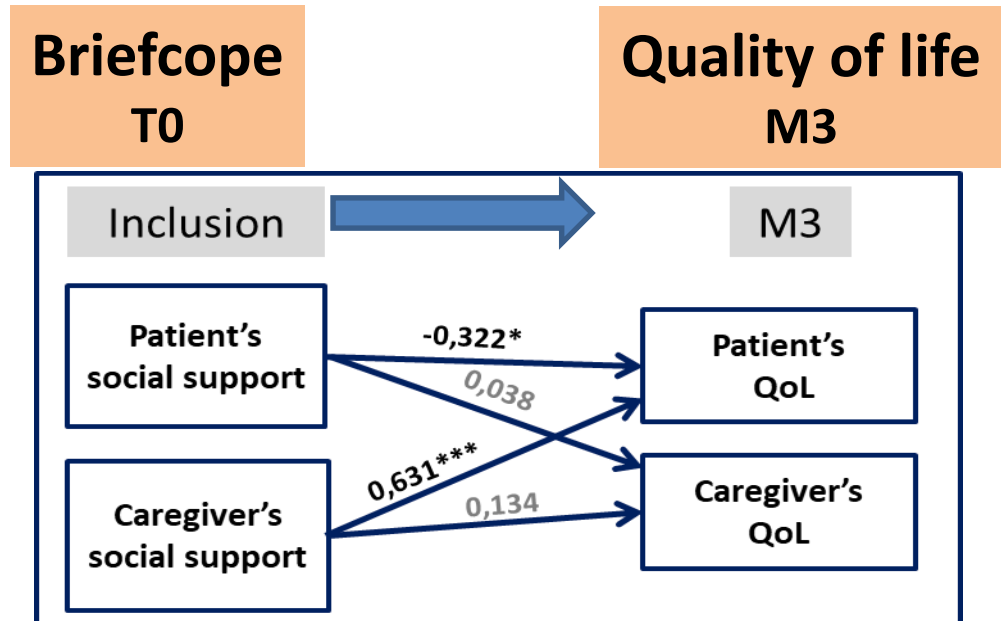 Briefcope
T0
Quality of life
M3
Inclusion
M3
Patient's
social support
-0,322*
0,038
Patient's
QoL
Caregiver's
social support
0,631***
0,134
Caregiver's
QoL